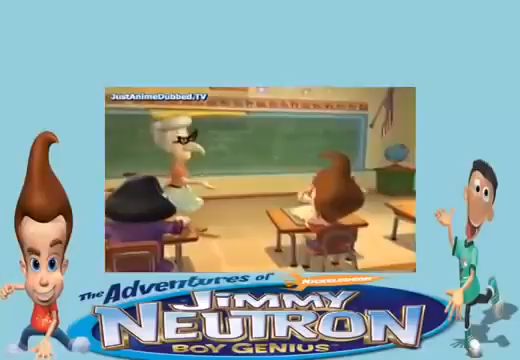 JustAnimeDubbed.TV
The Adventures of
NICKELODEON
JIMMY
NEUTRON
BOY GENIUS